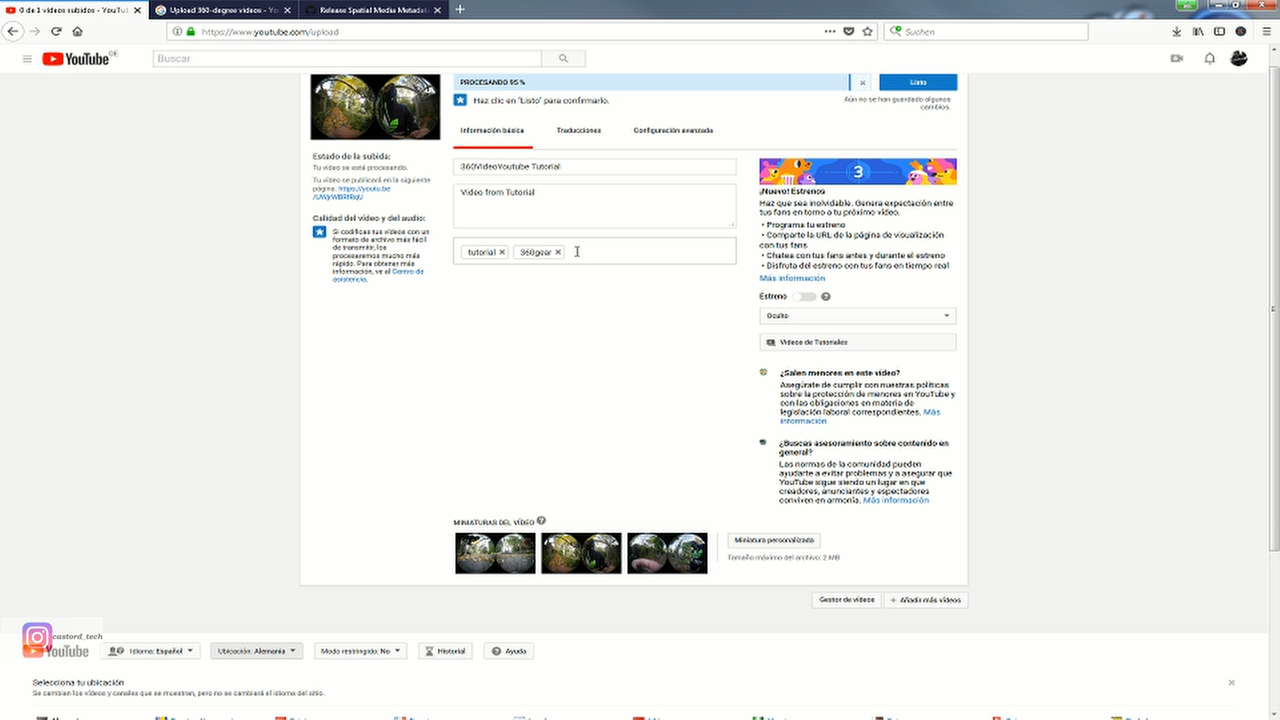 0 de 1 vídeos subidos - YouTu
Upload 360-degree videos - Yo
Release Spatial Media Metadat
https://www.youtube.com/upload
Suchen
YouTube DE
Buscar
PROCESANDO 95 %
Listo
Haz clic en "Listo" para confirmarlo.
Aún no se han guardado algunos
cambios.
Información básica
Traducciones
Configuración avanzada
Estado de la subida:
Tu vídeo se está procesando.
Tu vídeo se publicará en la siguiente
página: https://youtu.be
Calidad del vídeo y del audio:
Si codificas tus vídeos con un
formato de archivo más fácil
de transmitir, los
procesaremos mucho más
rápido. Para obtener más
información, ve al Centro de
asistencia.
360VideoYoutube Tutorial
Video from Tutorial
tutorial
360gear
3
¡Nuevo! Estrenos
Haz que sea inolvidable. Genera expectación entre
tus fans en torno a tu próximo vídeo.
• Programa tu estreno
• Comparte la URL de la página de visualización
con tus fans
• Chatea con tus fans antes y durante el estreno
• Disfruta del estreno con tus fans en tiempo real
Más información
Estreno
Oculto
Videos de Tutoriales
¿Salen menores en este vídeo?
Asegúrate de cumplir con nuestras políticas
sobre la protección de menores en YouTube y
con las obligaciones en materia de
legislación laboral correspondientes. Más
información
¿Buscas asesoramiento sobre contenido en
general?
Las normas de la comunidad pueden
ayudarte a evitar problemas y a asegurar que
YouTube sigue siendo un lugar en que
creadores, anunciantes y espectadores
conviven en armonía. Más información
MINIATURAS DEL VÍDEO
Miniatura personalizada
Tamaño máximo del archivo: 2 MB
Gestor de vídeos
+ Añadir más vídeos
castord_tech
YouTube
Idioma: Español
Ubicación: Alemania
Modo restringido: No
Historial
Ayuda
Selecciona tu ubicación
Se cambian los vídeos y canales que se muestran, pero no se cambiará el idioma del sitio.